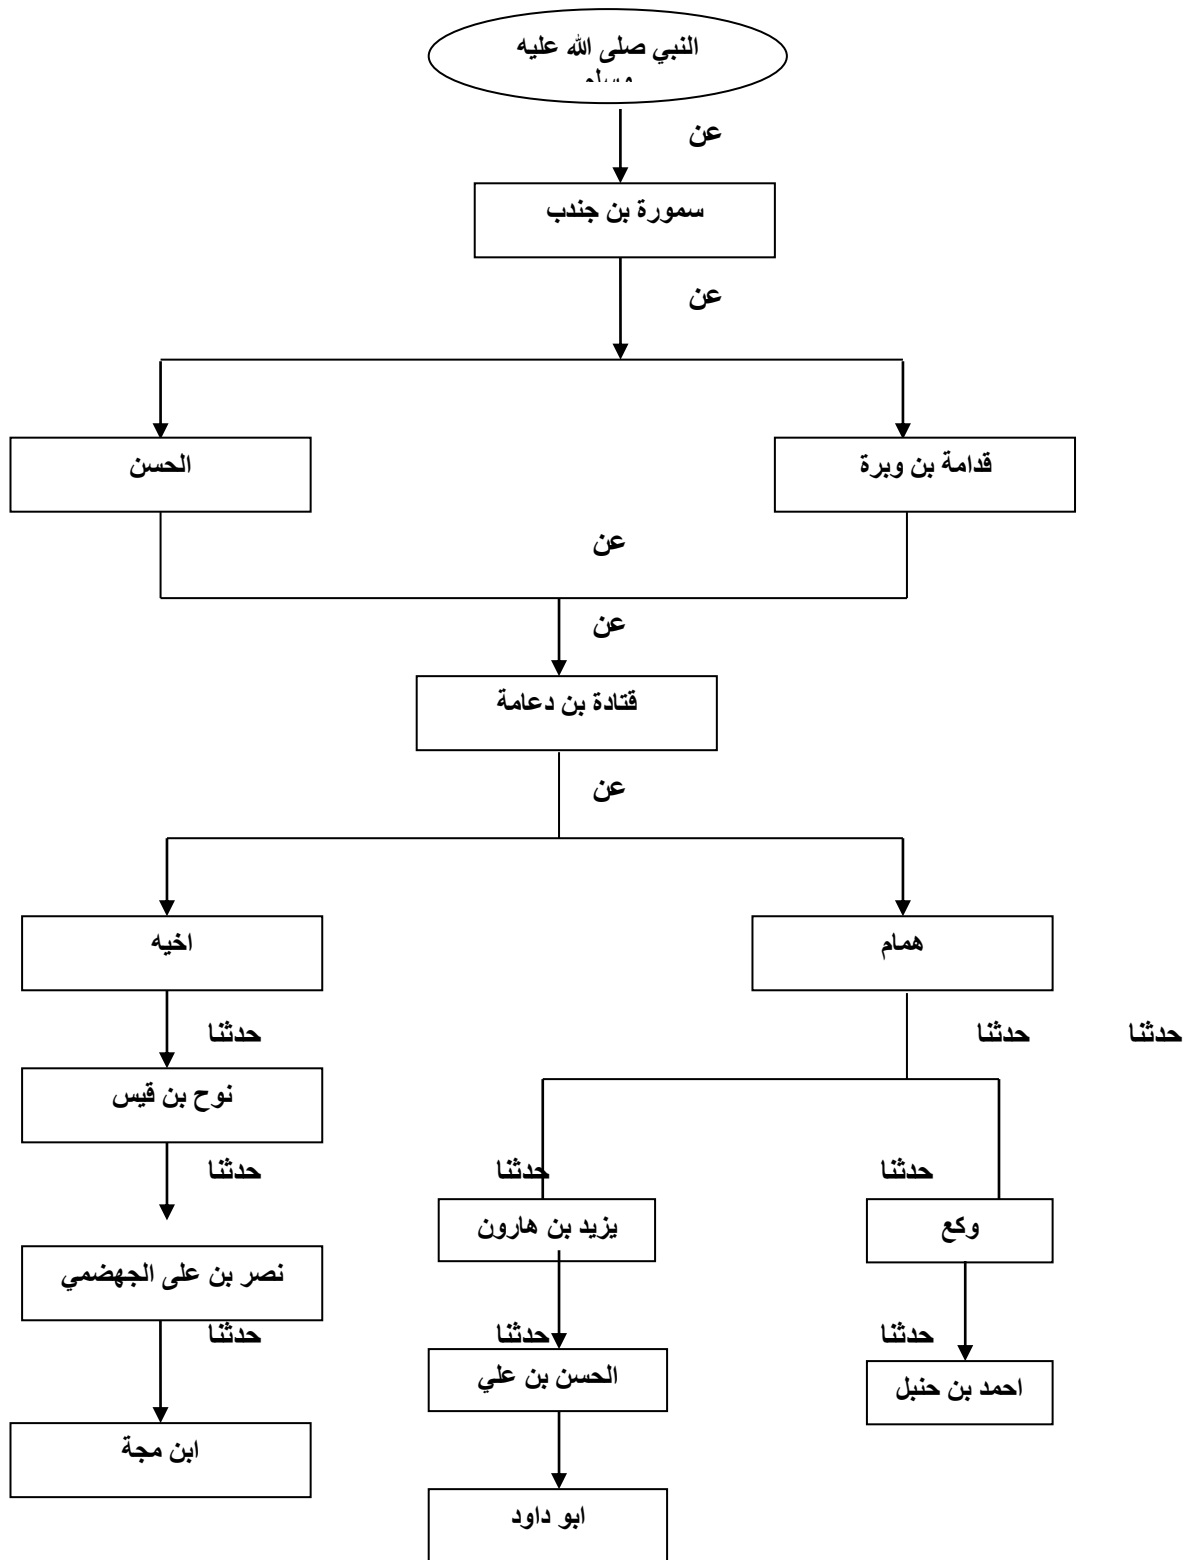 النبي صلى الله عليه
وسلم
عن
سمورة بن جندب
عن
قدامة بن وبرة
الحسن
عن
عن
قتادة بن دعامة
عن
همام
اخيه
حدثنا
حدثنا
حدثنا
نوح بن قيس
حدثنا
حدثنا
حدثنا
وكع
يزيد بن هارون
نصر بن على الجهضمي
حدثنا
حدثنا
حدثنا
احمد بن حنبل
الحسن بن علي
ابن مجة
ابو داود